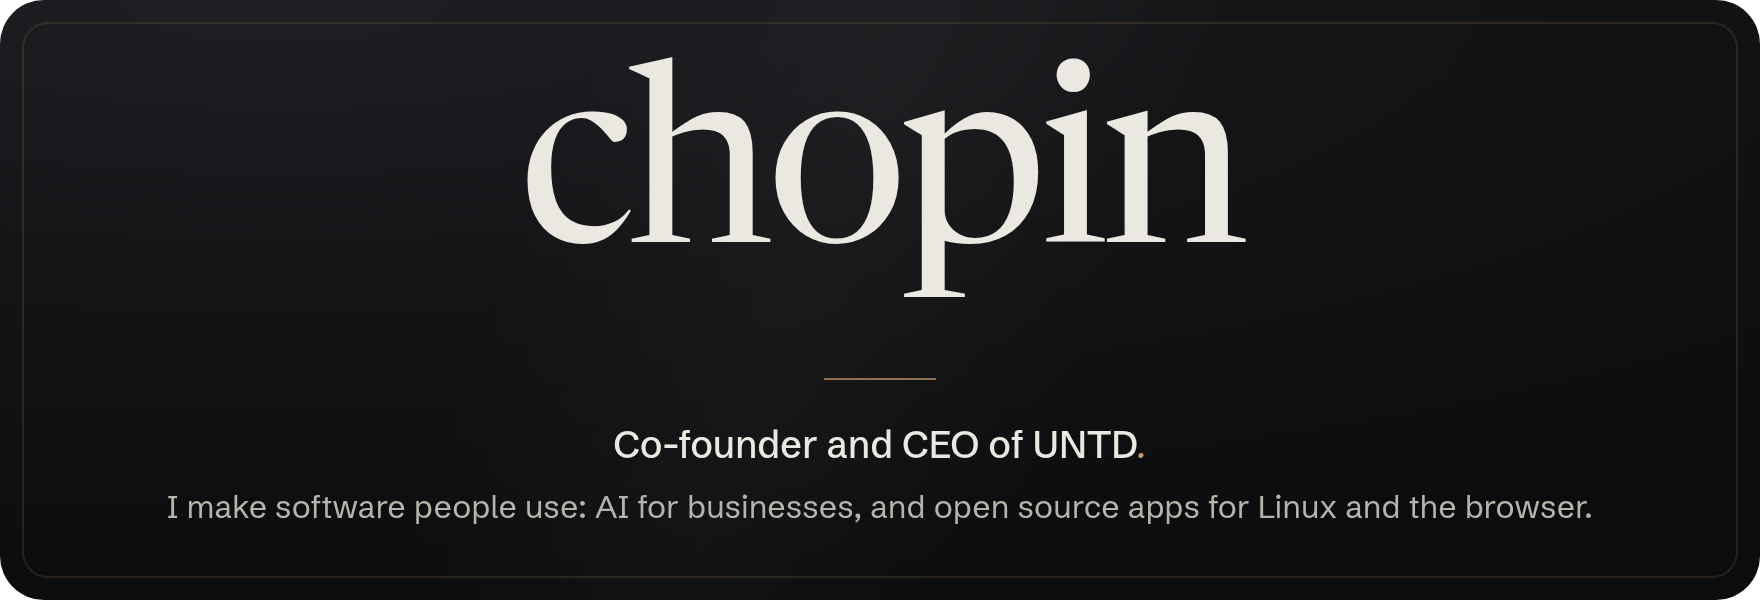 chopin
Co-founder and CEO of UNTD.
I make software people use: AI for businesses, and open source apps for Linux and the browser.